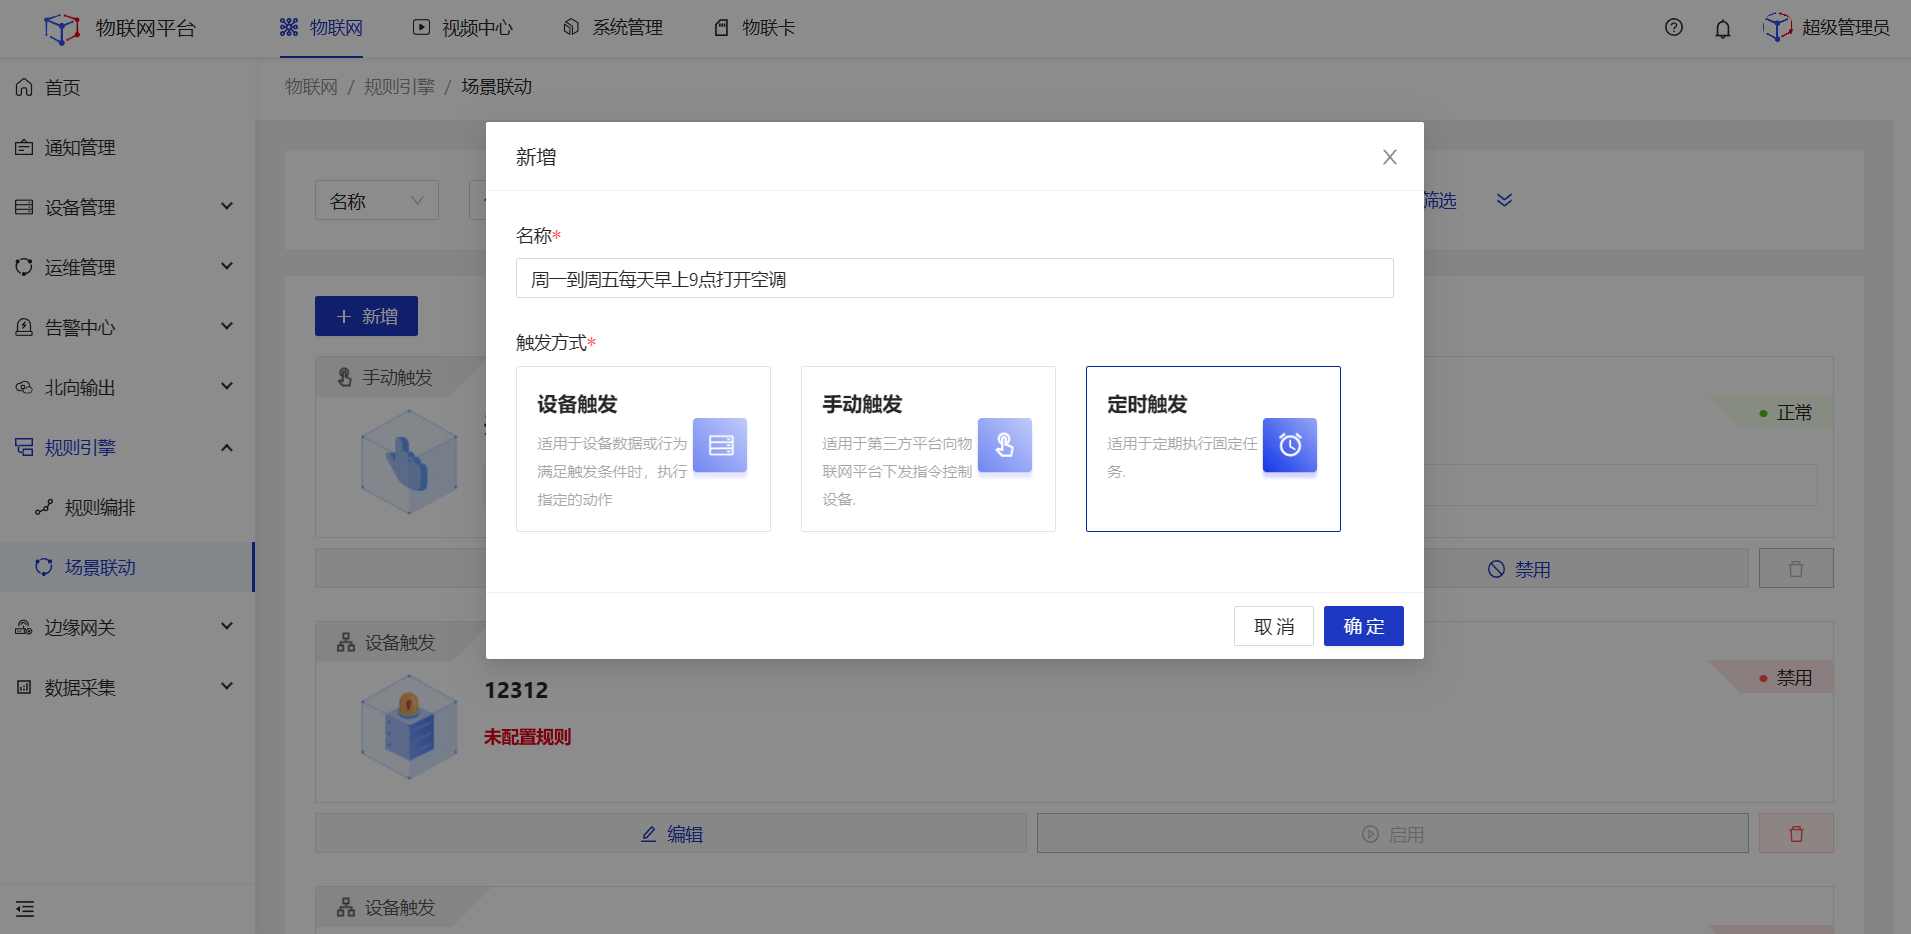 物联网平台
物联网
视频中心
系统管理
物联卡
超级管理员
首页
通知管理
设备管理
运维管理
告警中心
北向输出
规则引擎
规则编排
场景联动
边缘网关
数据采集
物联网 / 规则引擎 / 场景联动
名称
筛选
新增
手动触发
正常
禁用
新增
名称*
周一到周五每天早上9点打开空调
触发方式*
设备触发
适用于设备数据或行为
满足触发条件时，执行
指定的动作
手动触发
适用于第三方平台向物
联网平台下发指令控制
设备.
定时触发
适用于定期执行固定任
务.
取消
确定
设备触发
12312
未配置规则
禁用
编辑
启用
设备触发